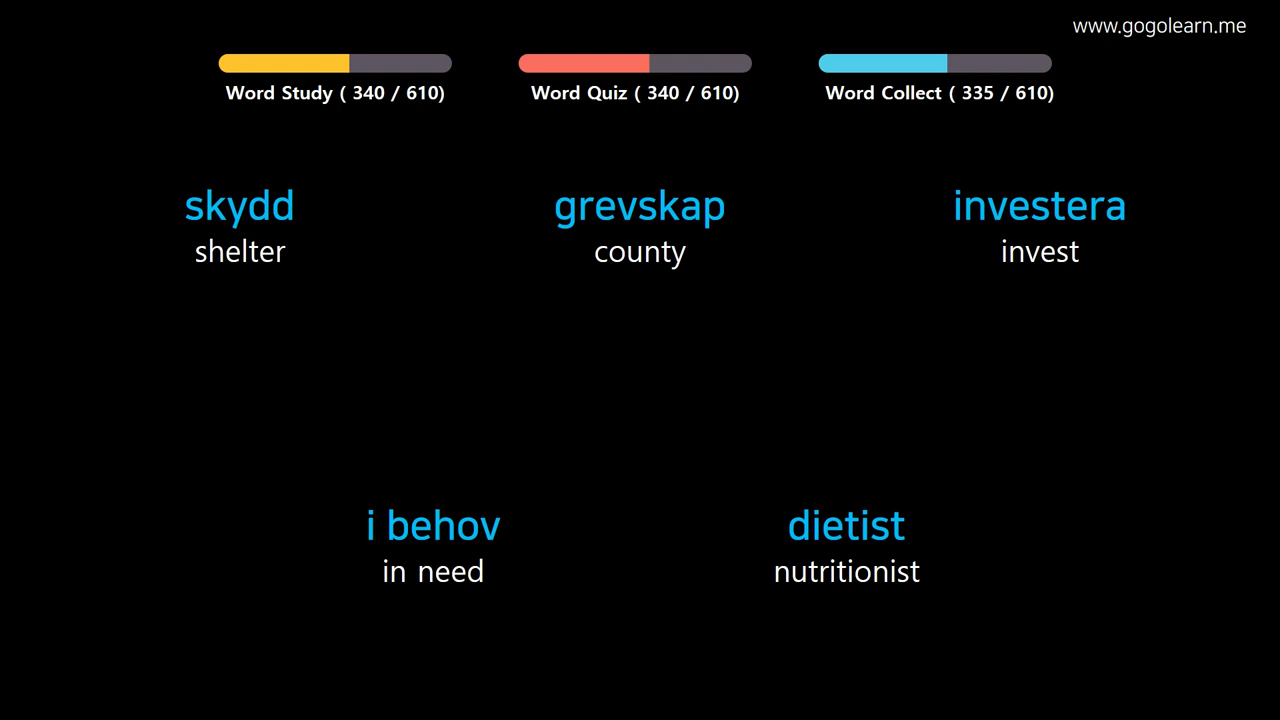 www.gogolearn.me
Word Study ( 340 / 610)
Word Quiz ( 340 / 610)
Word Collect ( 335 / 610)
skydd
shelter
grevskap
county
investera
invest
i behov
in need
dietist
nutritionist